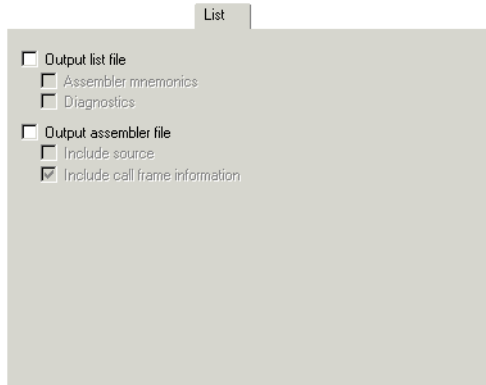 List
Output list file
Assembler mnemonics
Diagnostics
Output assembler file
Include source
Include call frame information